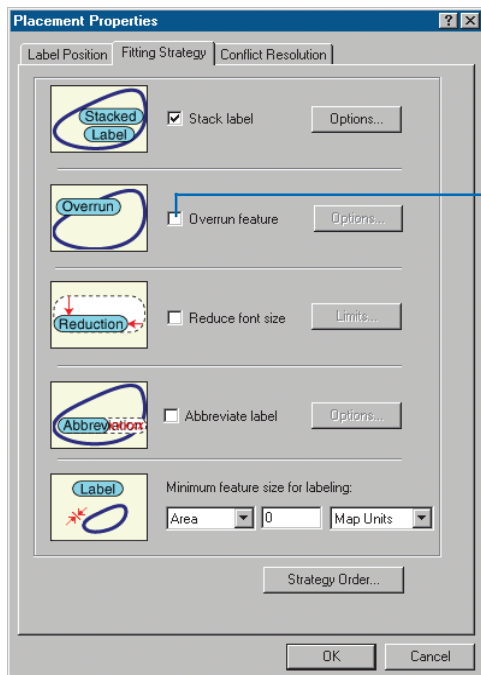 Placement Properties
Label Position Fitting Strategy Conflict Resolution
Stacked
Label
Stack label
Options...
Overrun
Overrun feature
Options...
Reduction
Reduce font size
Limits...
Abbreviation
Abbreviate label
Options...
Label
Minimum feature size for labeling:
Area 0 Map Units
Strategy Order...
OK Cancel